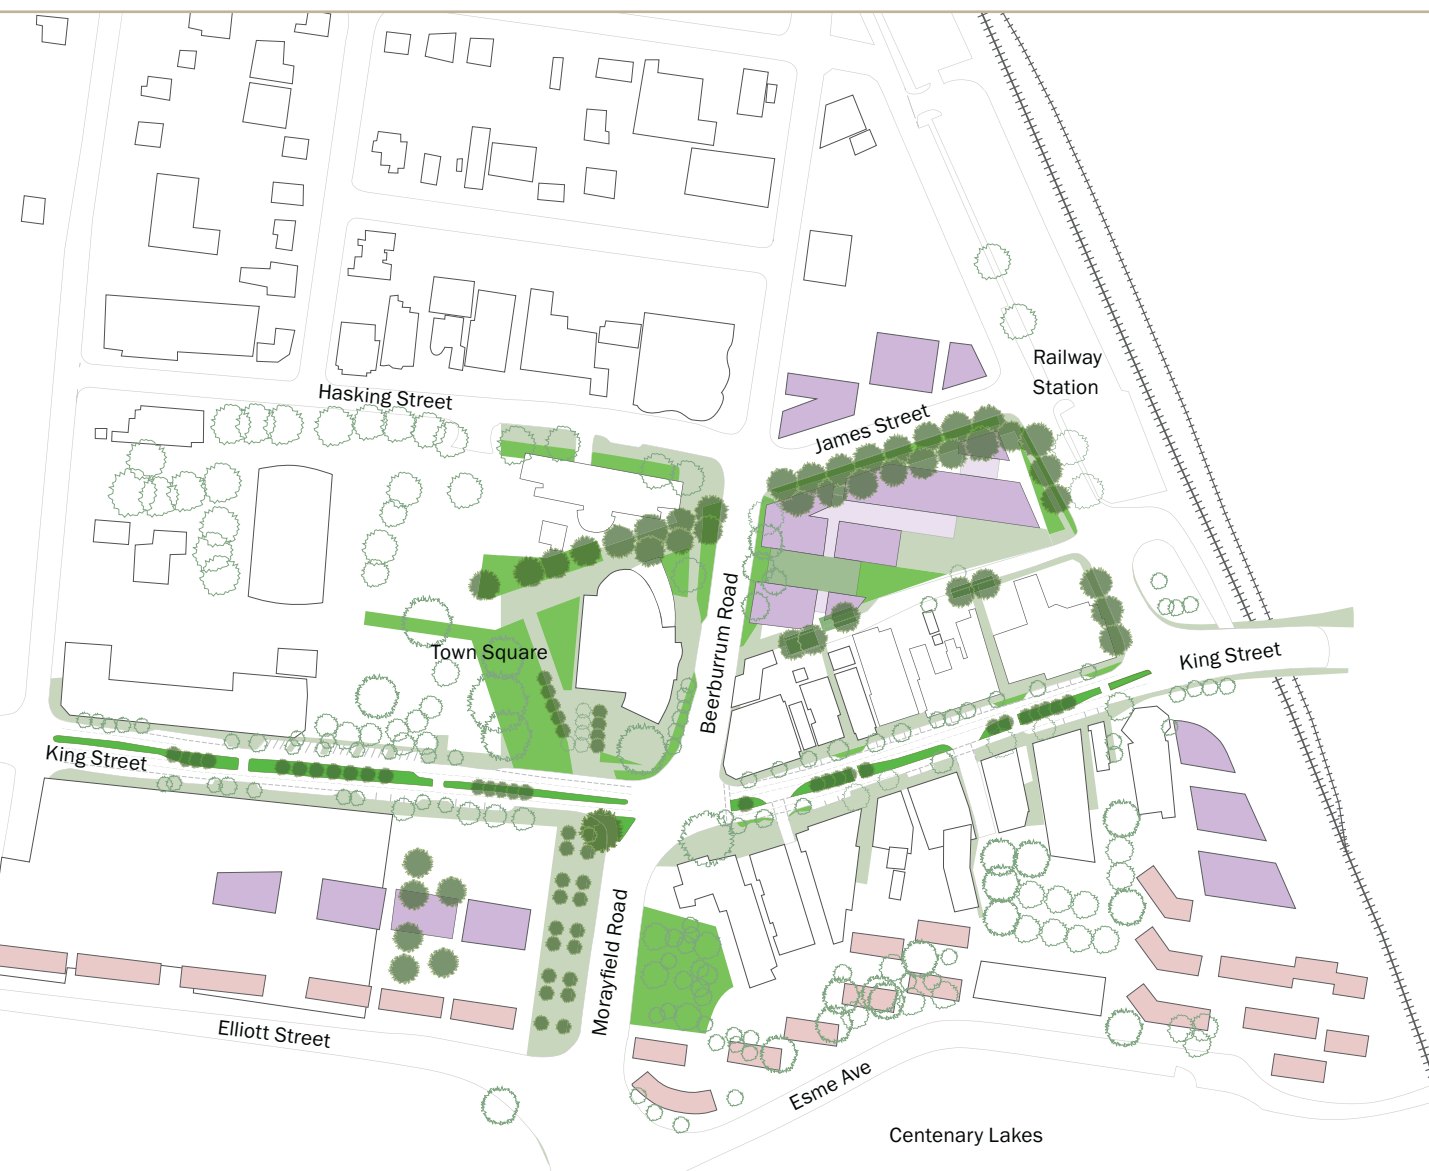 Railway
Station
Hasking Street
James Street
Beerburrum Road
Town Square
King Street
King Street
Morayfield Road
Elliott Street
Esme Ave
Centenary Lakes